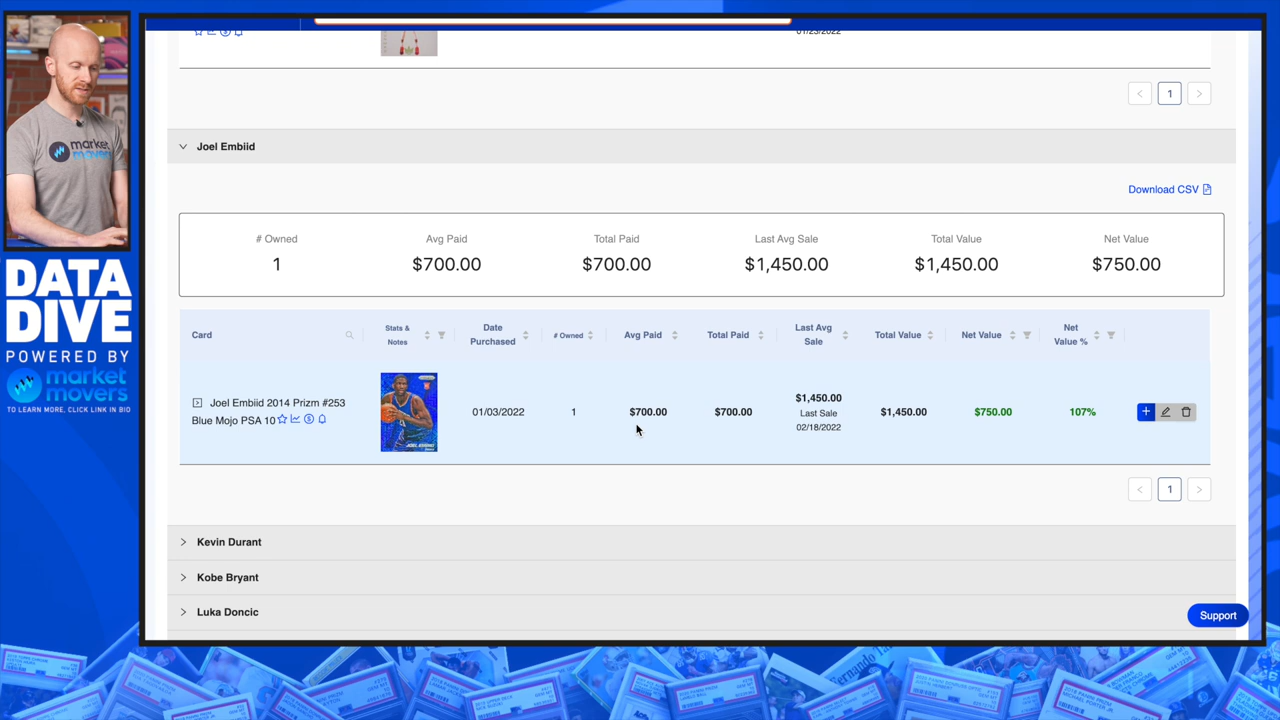 01/23/2022
< 1 >
Joel Embiid
Download CSV
# Owned Avg Paid Total Paid Last Avg Sale Total Value Net Value
1 $700.00 $700.00 $1,450.00 $1,450.00 $750.00
Card Stats & Notes Date Purchased # Owned Avg Paid Total Paid Last Avg Sale Total Value Net Value Net Value %
Joel Embiid 2014 Prizm #253
Blue Mojo PSA 10
01/03/2022 1 $700.00 $700.00
$1,450.00
Last Sale
02/18/2022
$1,450.00 $750.00 107%
< 1 >
Kevin Durant
Kobe Bryant
Luka Doncic
Support
market
DATA
DIVE
POWERED BY
market
movers
TO LEARN MORE, CLICK LINK IN BIO